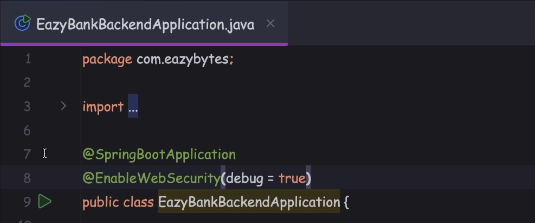 EazyBankBackendApplication.java ×
1 package com.eazybytes;
2
3 > import ...
6
7 @SpringBootApplication
8 @EnableWebSecurity(debug = true)
9 public class EazyBankBackendApplication {